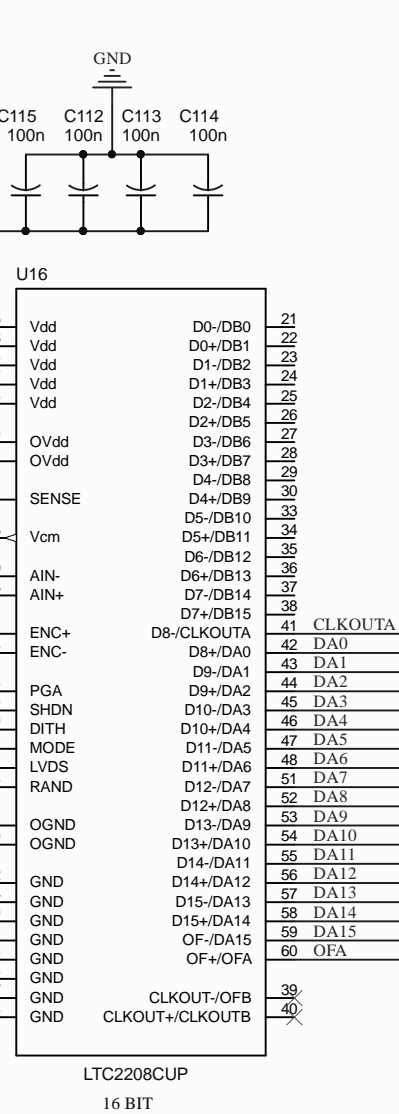 GND
C115 C112 C113 C114
100n 100n 100n 100n
U16
Vdd D0-/DB0 21
Vdd D0+/DB1 22
Vdd D1-/DB2 23
Vdd D1+/DB3 24
Vdd D2-/DB4 25
D2+/DB5 26
OVdd D3-/DB6 27
OVdd D3+/DB7 28
D4-/DB8 29
SENSE D4+/DB9 30
D5-/DB10 33
Vcm D5+/DB11 34
D6-/DB12 35
AIN- D6+/DB13 36
AIN+ D7-/DB14 37
D7+/DB15 38
ENC+ D8-/CLKOUTA 41 CLKOUTA
ENC- D8+/DA0 42 DA0
D9-/DA1 43 DA1
PGA D9+/DA2 44 DA2
SHDN D10-/DA3 45 DA3
DITH D10+/DA4 46 DA4
MODE D11-/DA5 47 DA5
LVDS D11+/DA6 48 DA6
RAND D12-/DA7 51 DA7
D12+/DA8 52 DA8
OGND D13-/DA9 53 DA9
OGND D13+/DA10 54 DA10
D14-/DA11 55 DA11
GND D14+/DA12 56 DA12
GND D15-/DA13 57 DA13
GND D15+/DA14 58 DA14
GND OF-/DA15 59 DA15
GND OF+/OFA 60 OFA
GND
GND CLKOUT-/OFB 39
GND CLKOUT+/CLKOUTB 40
LTC2208CUP
16 BIT